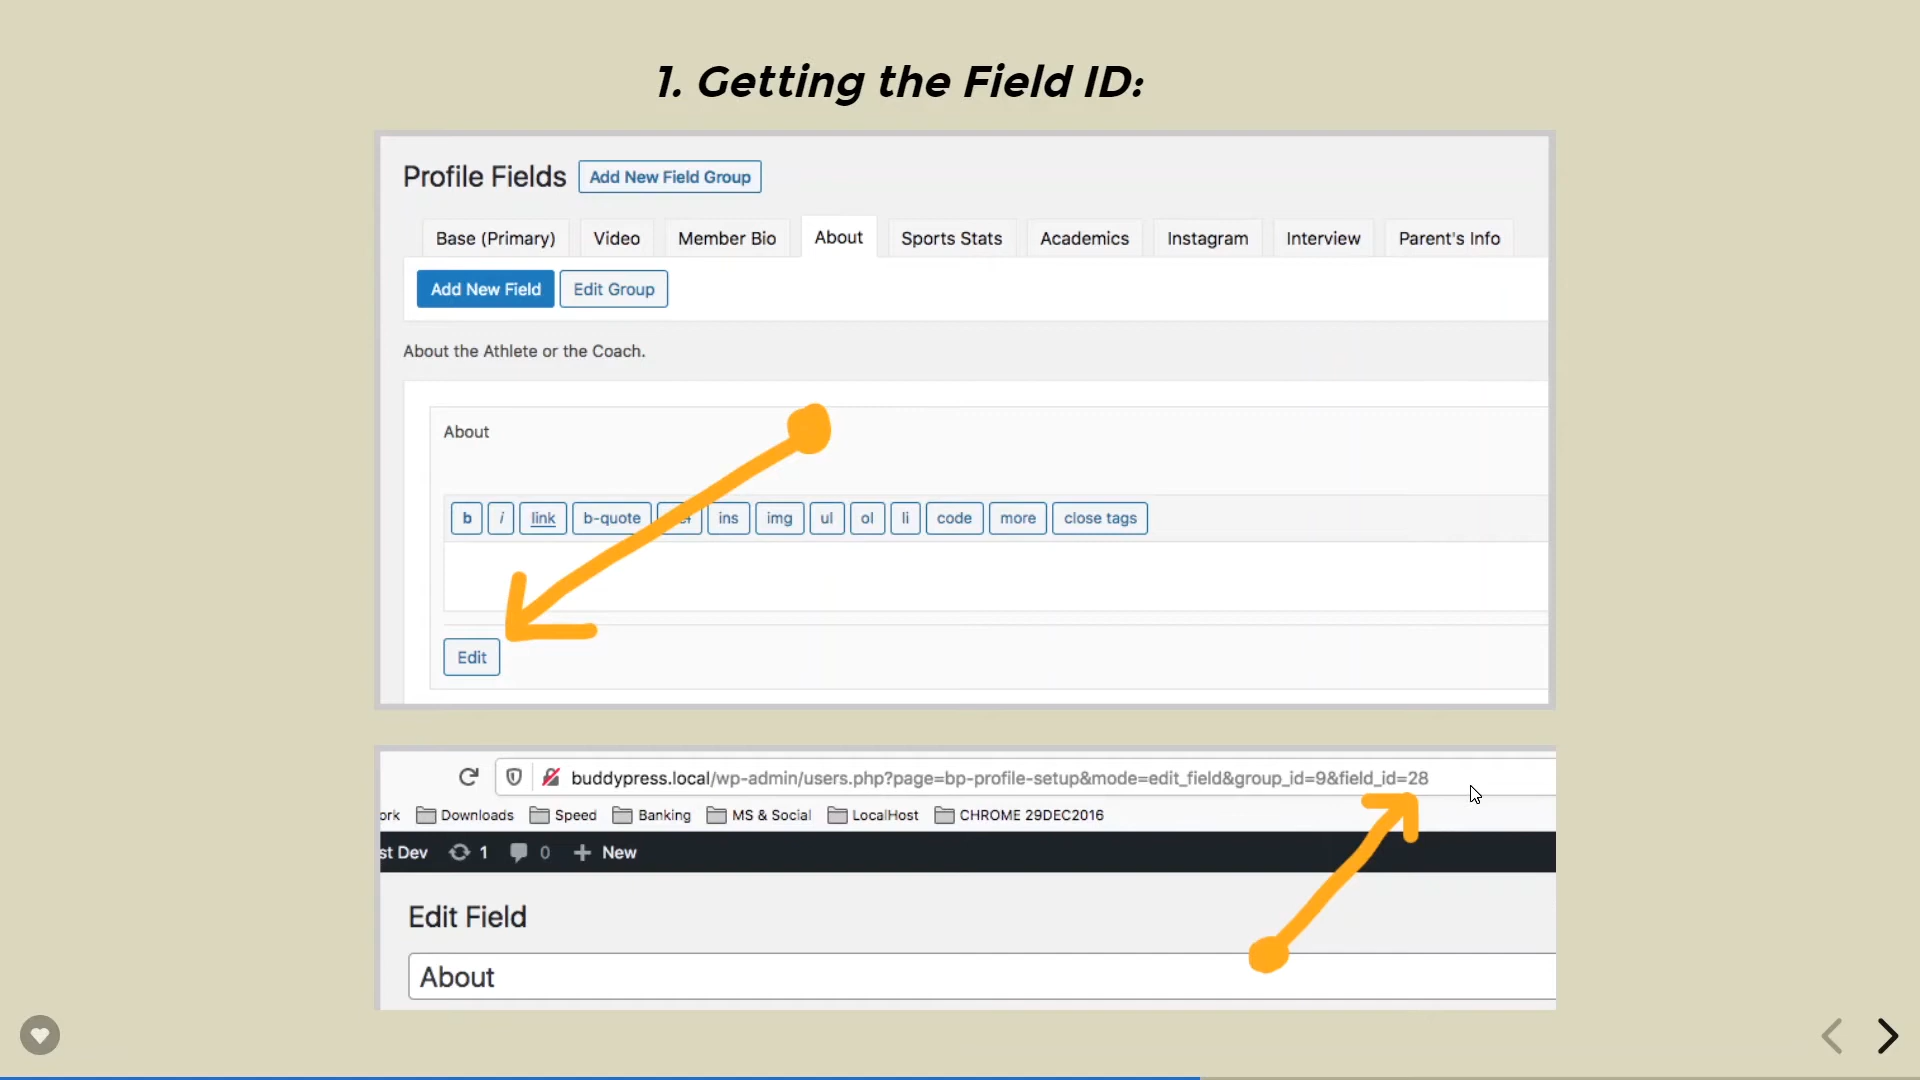 1. Getting the Field ID:
Profile Fields Add New Field Group
Base (Primary) Video Member Bio About Sports Stats Academics Instagram Interview Parent's Info
Add New Field Edit Group
About the Athlete or the Coach.
About
b i link b-quote ins img ul ol li code more close tags
Edit
buddypress.local/wp-admin/users.php?page=bp-profile-setup&mode=edit_field&group_id=9&field_id=28
ork Downloads Speed Banking MS & Social LocalHost CHROME 29DEC2016
st Dev 1 0 + New
Edit Field
About